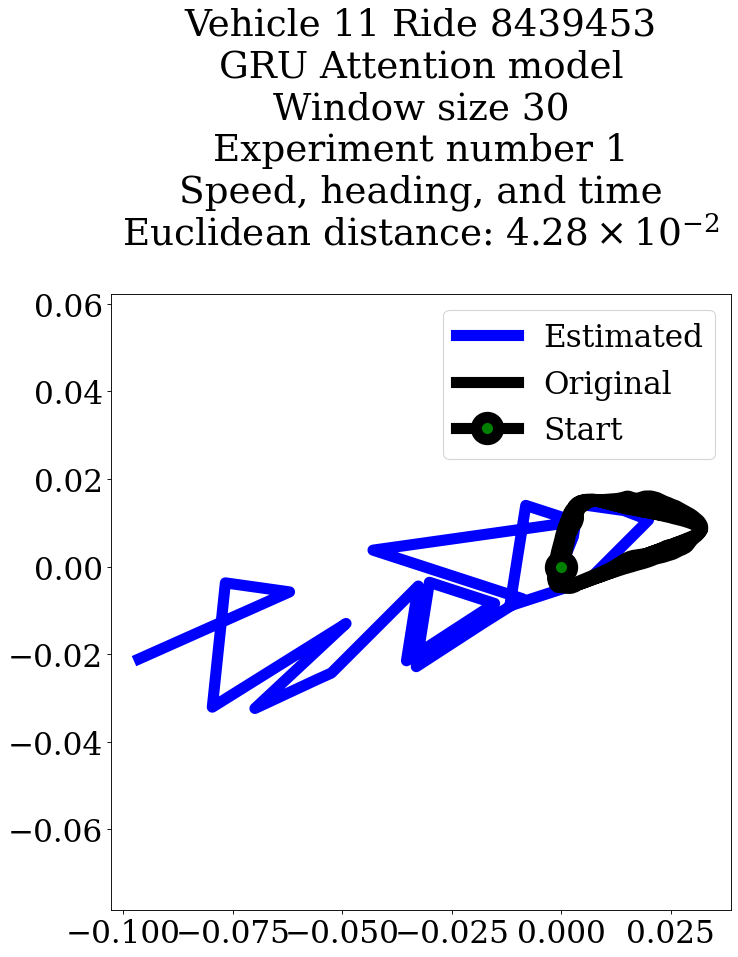 Vehicle 11 Ride 8439453
GRU Attention model
Window size 30
Experiment number 1
Speed, heading, and time
Euclidean distance: 4.28 × 10⁻²
Estimated
Original
Start
0.06
0.04
0.02
0.00
−0.02
−0.04
−0.06
−0.100 −0.075 −0.050 −0.025 0.000 0.025